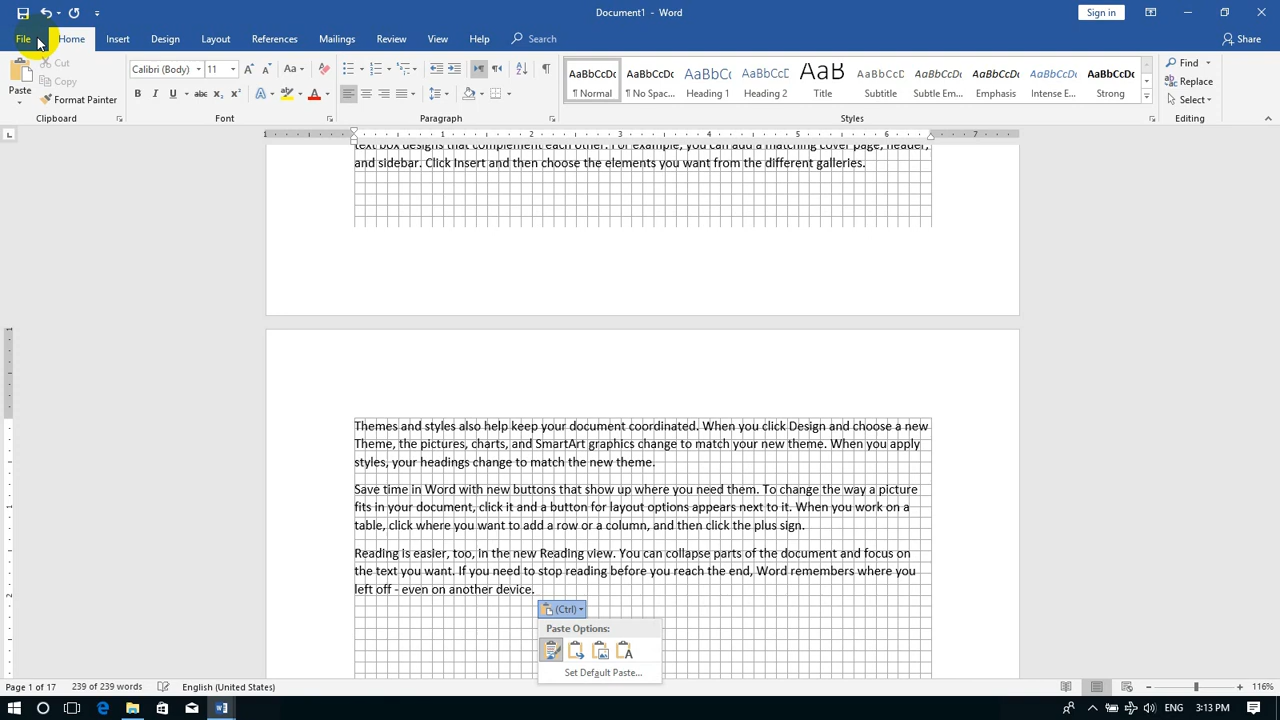 Document1 - Word
Sign in
File Home Insert Design Layout References Mailings Review View Help Search
Share
Paste
Cut
Copy
Format Painter
Clipboard
Calibri (Body) 11
Font
Paragraph
AaBbCcDc AaBbCcDc AaBbCc AaBbCcD AaB AaBbCcD AaBbCcDc AaBbCcDc AaBbCcDc AaBbCcDc
¶ Normal ¶ No Spac... Heading 1 Heading 2 Title Subtitle Subtle Em... Emphasis Intense E... Strong
Styles
Find
Replace
Select
Editing
1 1 2 3 4 5 6 7
text box designs that complement each other. For example, you can add a matching cover page, header,
and sidebar. Click Insert and then choose the elements you want from the different galleries.
Themes and styles also help keep your document coordinated. When you click Design and choose a new
Theme, the pictures, charts, and SmartArt graphics change to match your new theme. When you apply
styles, your headings change to match the new theme.
Save time in Word with new buttons that show up where you need them. To change the way a picture
fits in your document, click it and a button for layout options appears next to it. When you work on a
table, click where you want to add a row or a column, and then click the plus sign.
Reading is easier, too, in the new Reading view. You can collapse parts of the document and focus on
the text you want. If you need to stop reading before you reach the end, Word remembers where you
left off - even on another device.
(Ctrl)
Paste Options:
Set Default Paste...
Page 1 of 17 239 of 239 words English (United States) 116%
ENG 3:13 PM